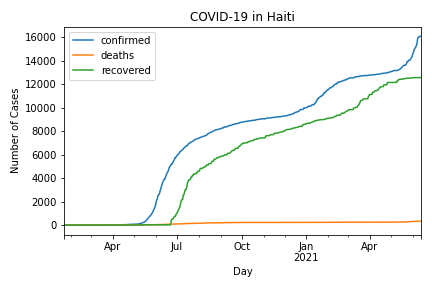 COVID-19 in Haiti
confirmed
deaths
recovered
Number of Cases
16000
14000
12000
10000
8000
6000
4000
2000
0
Apr
Jul
Oct
Jan
2021
Apr
Day